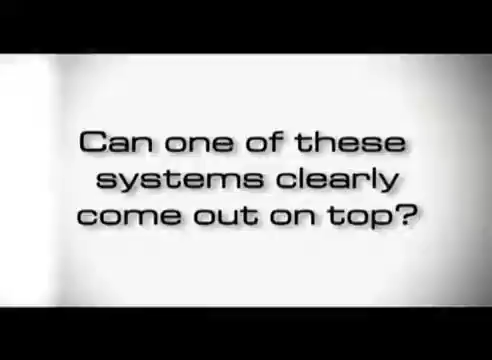 Can one of these
systems clearly
come out on top?